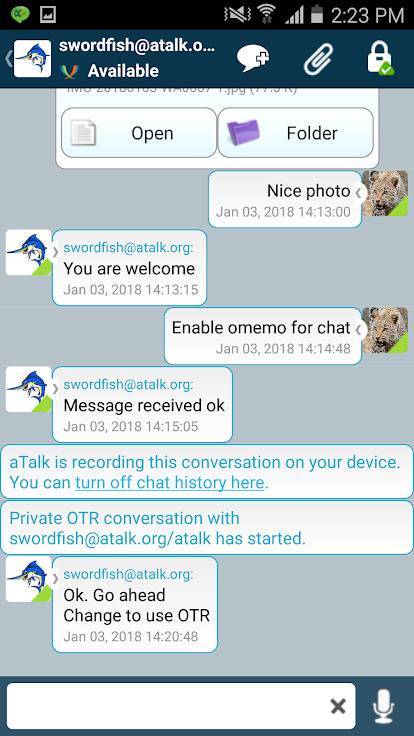 2:23 PM
swordfish@atalk.o...
Available
Open
Folder
Nice photo
Jan 03, 2018 14:13:00
swordfish@atalk.org:
You are welcome
Jan 03, 2018 14:13:15
Enable omemo for chat
Jan 03, 2018 14:14:48
swordfish@atalk.org:
Message received ok
Jan 03, 2018 14:15:05
aTalk is recording this conversation on your device.
You can turn off chat history here.
Private OTR conversation with
swordfish@atalk.org/atalk has started.
swordfish@atalk.org:
Ok. Go ahead
Change to use OTR
Jan 03, 2018 14:20:48